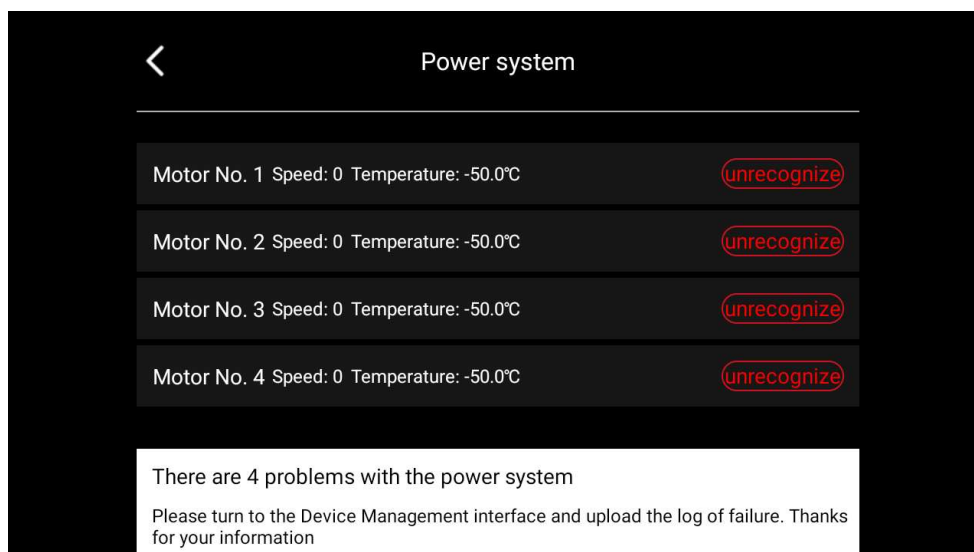 Power system
Motor No. 1 Speed: 0 Temperature: -50.0℃ unrecognize
Motor No. 2 Speed: 0 Temperature: -50.0℃ unrecognize
Motor No. 3 Speed: 0 Temperature: -50.0℃ unrecognize
Motor No. 4 Speed: 0 Temperature: -50.0℃ unrecognize
There are 4 problems with the power system
Please turn to the Device Management interface and upload the log of failure. Thanks
for your information